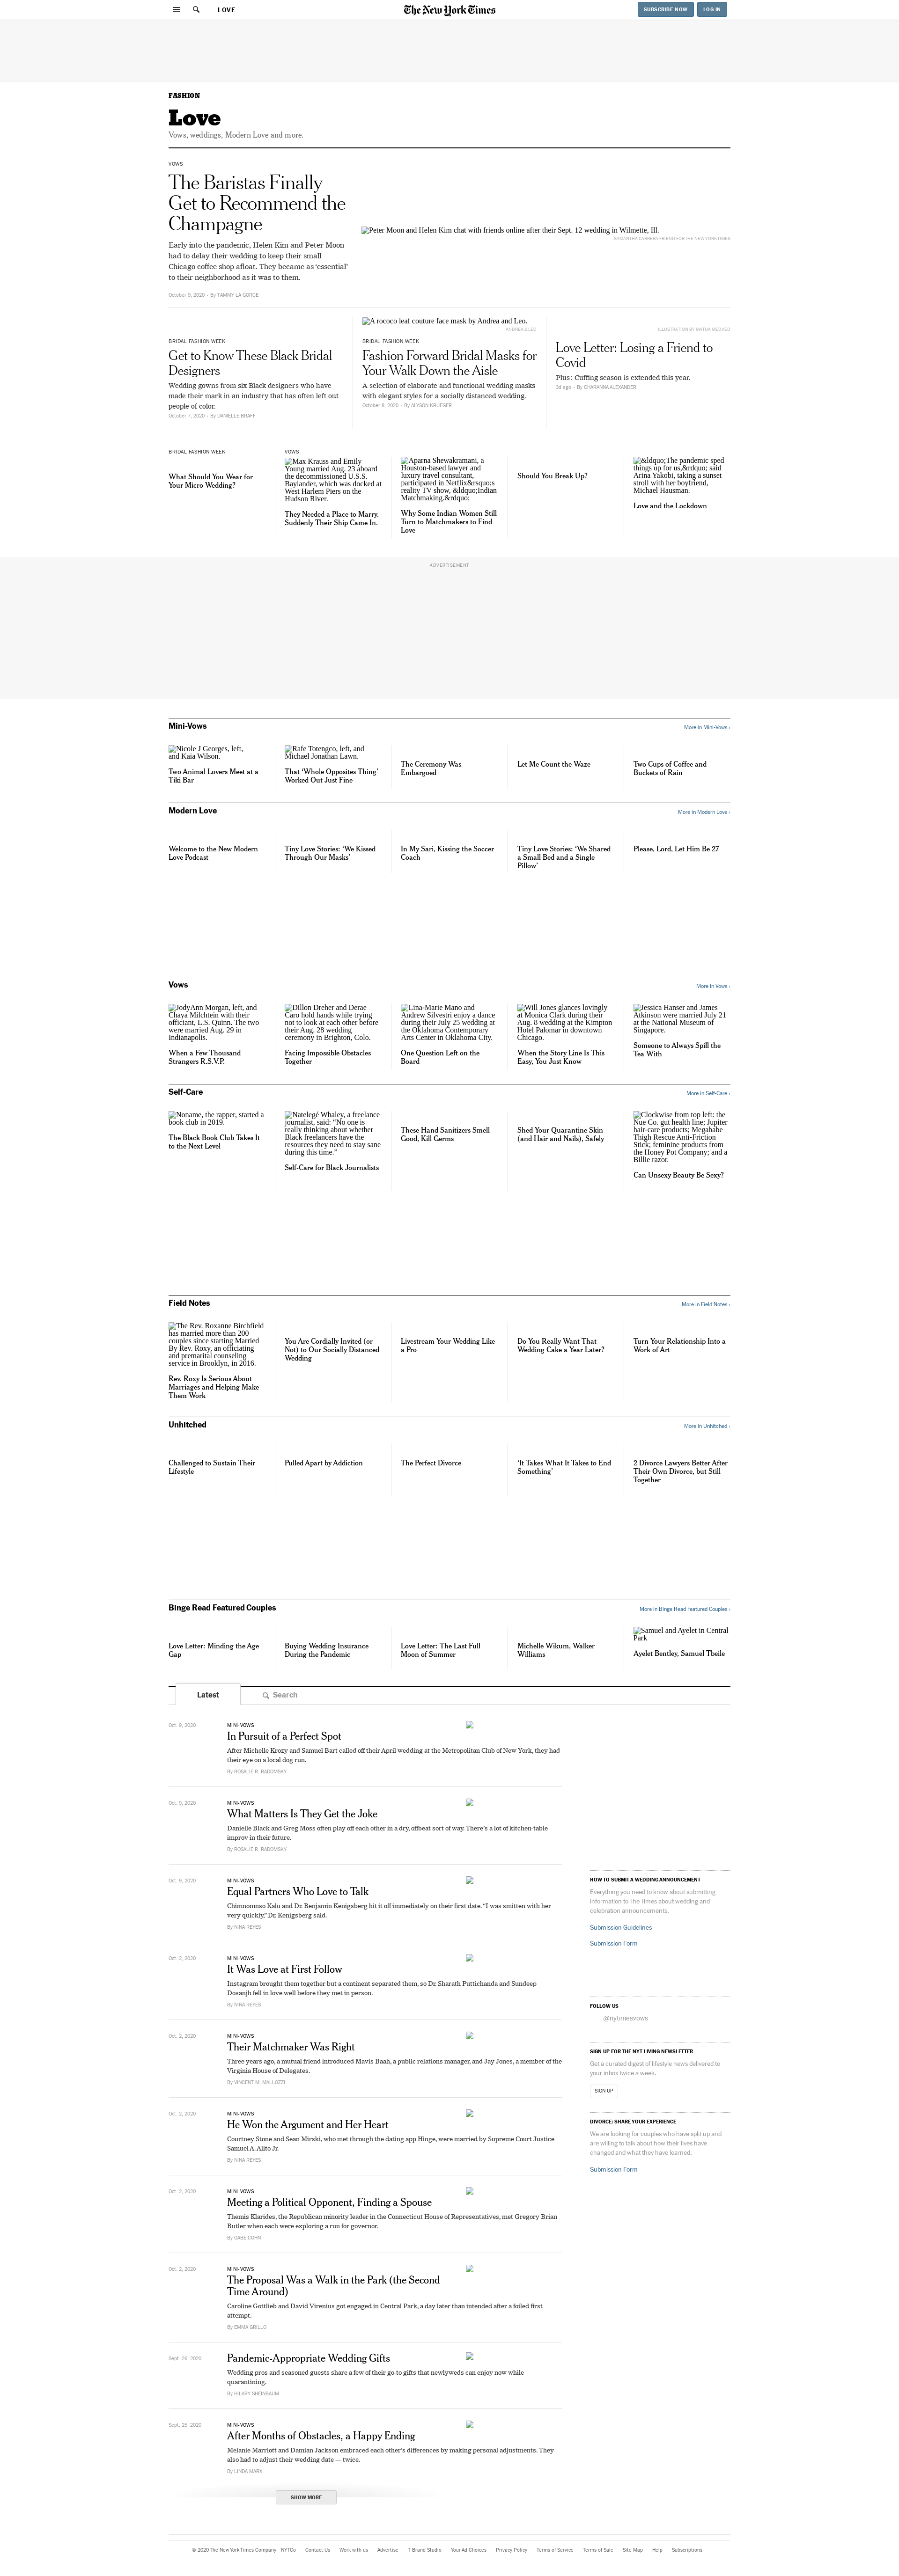 LOVE
The New York Times
SUBSCRIBE NOW
LOG IN
FASHION
Love
Vows, weddings, Modern Love and more.
VOWS
The Baristas Finally
Get to Recommend the
Champagne
Early into the pandemic, Helen Kim and Peter Moon
had to delay their wedding to keep their small
Chicago coffee shop afloat. They became as ‘essential’
to their neighborhood as it was to them.
October 9, 2020 - By TAMMY LA GORCE
Peter Moon and Helen Kim chat with friends online after their Sept. 12 wedding in Wilmette, Ill.
SAMANTHA CABRERA FRIEND FOR THE NEW YORK TIMES
BRIDAL FASHION WEEK
Get to Know These Black Bridal
Designers
Wedding gowns from six Black designers who have
made their mark in an industry that has often left out
people of color.
October 7, 2020 - By DANIELLE BRAFF
A rococo leaf couture face mask by Andrea and Leo.
ANDREA & LEO
BRIDAL FASHION WEEK
Fashion Forward Bridal Masks for
Your Walk Down the Aisle
A selection of elaborate and functional wedding masks
with elegant styles for a socially distanced wedding.
October 8, 2020 - By ALYSON KRUEGER
ILLUSTRATION BY MATIJA MEDVED
Love Letter: Losing a Friend to
Covid
Plus: Cuffing season is extended this year.
3d ago - By CHARANNA ALEXANDER
BRIDAL FASHION WEEK
What Should You Wear for
Your Micro Wedding?
VOWS
Max Krauss and Emily
Young married Aug. 23 aboard
the decommissioned U.S.S.
Baylander, which was docked at
West Harlem Piers on the
Hudson River.
They Needed a Place to Marry.
Suddenly Their Ship Came In.
Aparna Shewakramani, a
Houston-based lawyer and
luxury travel consultant,
participated in Netflix&rsquo;s
reality TV show, &ldquo;Indian
Matchmaking.&rdquo;
Why Some Indian Women Still
Turn to Matchmakers to Find
Love
Should You Break Up?
&ldquo;The pandemic sped
things up for us,&rdquo; said
Arina Yakobi, taking a sunset
stroll with her boyfriend,
Michael Hausman.
Love and the Lockdown
ADVERTISEMENT
Mini-Vows
More in Mini-Vows ›
Nicole J Georges, left,
and Kaia Wilson.
Two Animal Lovers Meet at a
Tiki Bar
Rafe Totengco, left, and
Michael Jonathan Lawn.
That ‘Whole Opposites Thing’
Worked Out Just Fine
The Ceremony Was
Embargoed
Let Me Count the Waze
Two Cups of Coffee and
Buckets of Rain
Modern Love
More in Modern Love ›
Welcome to the New Modern
Love Podcast
Tiny Love Stories: ‘We Kissed
Through Our Masks’
In My Sari, Kissing the Soccer
Coach
Tiny Love Stories: ‘We Shared
a Small Bed and a Single
Pillow’
Please, Lord, Let Him Be 27
Vows
More in Vows ›
JodyAnn Morgan, left, and
Chaya Milchtein with their
officiant, L.S. Quinn. The two
were married Aug. 29 in
Indianapolis.
When a Few Thousand
Strangers R.S.V.P.
Dillon Dreher and Derae
Caro hold hands while trying
not to look at each other before
their Aug. 28 wedding
ceremony in Brighton, Colo.
Facing Impossible Obstacles
Together
Lina-Marie Mano and
Andew Silvestri enjoy a dance
during their July 25 wedding at
the Oklahoma Contemporary
Arts Center in Oklahoma City.
One Question Left on the
Board
Will Jones glances lovingly
at Monica Clark during their
Aug. 8 wedding at the Kimpton
Hotel Palomar in downtown
Chicago.
When the Story Line Is This
Easy, You Just Know
Jessica Hanser and James
Atkinson were married July 21
at the National Museum of
Singapore.
Someone to Always Spill the
Tea With
Self-Care
More in Self-Care ›
Noname, the rapper, started a
book club in 2019.
The Black Book Club Takes It
to the Next Level
Natelegé Whaley, a freelance
journalist, said: “No one is
really thinking about whether
Black freelancers have the
resources they need to stay sane
during this time.”
Self-Care for Black Journalists
These Hand Sanitizers Smell
Good, Kill Germs
Shed Your Quarantine Skin
(and Hair and Nails), Safely
Clockwise from top left: the
Nue Co. gut health line; Jupiter
hair-care products; Megababe
Thigh Rescue Anti-Friction
Stick; feminine products from
the Honey Pot Company; and a
Billie razor.
Can Unsexy Beauty Be Sexy?
Field Notes
More in Field Notes ›
The Rev. Roxanne Birchfield
has married more than 200
couples since starting Married
By Rev. Roxy, an officiating
and premarital counseling
service in Brooklyn, in 2016.
Rev. Roxy Is Serious About
Marriages and Helping Make
Them Work
You Are Cordially Invited (or
Not) to Our Socially Distanced
Wedding
Livestream Your Wedding Like
a Pro
Do You Really Want That
Wedding Cake a Year Later?
Turn Your Relationship Into a
Work of Art
Unhitched
More in Unhitched ›
Challenged to Sustain Their
Lifestyle
Pulled Apart by Addiction
The Perfect Divorce
‘It Takes What It Takes to End
Something’
2 Divorce Lawyers Better After
Their Own Divorce, but Still
Together
Binge Read Featured Couples
More in Binge Read Featured Couples ›
Love Letter: Minding the Age
Gap
Buying Wedding Insurance
During the Pandemic
Love Letter: The Last Full
Moon of Summer
Michelle Wikum, Walker
Williams
Samuel and Ayelet in Central
Park
Ayelet Bentley, Samuel Tbeile
Latest
Search
Oct. 9, 2020
MINI-VOWS
In Pursuit of a Perfect Spot
After Michelle Krozy and Samuel Bart called off their April wedding at the Metropolitan Club of New York, they had
their eye on a local dog run.
By ROSALIE R. RADOMSKY
Oct. 9, 2020
MINI-VOWS
What Matters Is They Get the Joke
Danielle Black and Greg Moss often play off each other in a dry, offbeat sort of way. There’s a lot of kitchen-table
improv in their future.
By ROSALIE R. RADOMSKY
Oct. 9, 2020
MINI-VOWS
Equal Partners Who Love to Talk
Chimnomnso Kalu and Dr. Benjamin Kenigsberg hit it off immediately on their first date. “I was smitten with her
very quickly,” Dr. Kenigsberg said.
By NINA REYES
Oct. 2, 2020
MINI-VOWS
It Was Love at First Follow
Instagram brought them together but a continent separated them, so Dr. Sharath Puttichanda and Sundeep
Dosanjh fell in love well before they met in person.
By NINA REYES
Oct. 2, 2020
MINI-VOWS
Their Matchmaker Was Right
Three years ago, a mutual friend introduced Mavis Baah, a public relations manager, and Jay Jones, a member of the
Virginia House of Delegates.
By VINCENT M. MALLOZZI
Oct. 2, 2020
MINI-VOWS
He Won the Argument and Her Heart
Courtney Stone and Sean Mirski, who met through the dating app Hinge, were married by Supreme Court Justice
Samuel A. Alito Jr.
By NINA REYES
Oct. 2, 2020
MINI-VOWS
Meeting a Political Opponent, Finding a Spouse
Themis Klarides, the Republican minority leader in the Connecticut House of Representatives, met Gregory Brian
Butler when each were exploring a run for governor.
By GABE COHN
Oct. 2, 2020
MINI-VOWS
The Proposal Was a Walk in the Park (the Second
Time Around)
Caroline Gottlieb and David Virenius got engaged in Central Park, a day later than intended after a foiled first
attempt.
By EMMA GRILLO
Sept. 26, 2020
Pandemic-Appropriate Wedding Gifts
Wedding pros and seasoned guests share a few of their go-to gifts that newlyweds can enjoy now while
quarantining.
By HILARY SHEINBAUM
Sept. 25, 2020
MINI-VOWS
After Months of Obstacles, a Happy Ending
Melanie Marriott and Damian Jackson embraced each other’s differences by making personal adjustments. They
also had to adjust their wedding date — twice.
By LINDA MARX
SHOW MORE
HOW TO SUBMIT A WEDDING ANNOUNCEMENT
Everything you need to know about submitting
information to The Times about wedding and
celebration announcements.
Submission Guidelines
Submission Form
FOLLOW US
@nytimesvows
SIGN UP FOR THE NYT LIVING NEWSLETTER
Get a curated digest of lifestyle news delivered to
your inbox twice a week.
SIGN UP
DIVORCE: SHARE YOUR EXPERIENCE
We are looking for couples who have split up and
are willing to talk about how their lives have
changed and what they have learned.
Submission Form
© 2020 The New York Times Company NYTCo Contact Us Work with us Advertise T Brand Studio Your Ad Choices Privacy Policy Terms of Service Terms of Sale Site Map Help Subscriptions